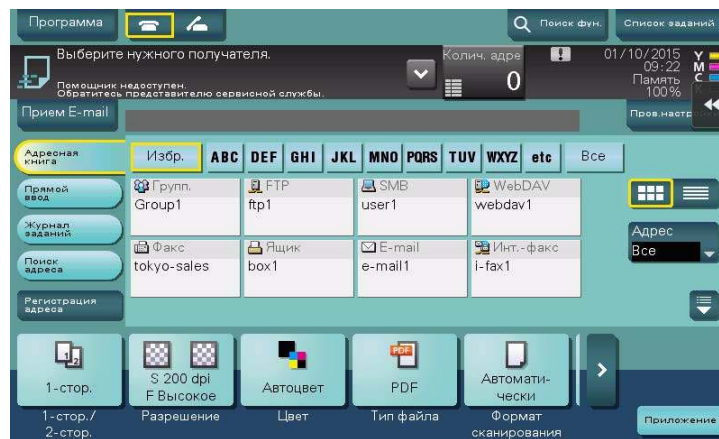 Программа
Поиск фун.
Список заданий
Выберите нужного получателя.
Помощник недоступен.
Обратитесь представителю сервисной службы.
Колич. адре
0
01/10/2015
09:22
Память
100%
Y
M
C
K
Прием E-mail
Пров.настр
Адресная книга
Избр.
ABC
DEF
GHI
JKL
MNO
PQRS
TUV
WXYZ
etc
Все
Прямой ввод
Журнал заданий
Поиск адреса
Регистрация адреса
Групп.
Group1
FTP
ftp1
SMB
user1
WebDAV
webdav1
Факс
tokyo-sales
Ящик
box1
E-mail
e-mail1
Инт.-факс
i-fax1
Адрес
Все
1-стор.
S 200 dpi
F Высокое
Автоцвет
PDF
PDF
Автомати-
чески
1-стор./
2-стор.
Разрешение
Цвет
Тип файла
Формат
сканирования
Приложение